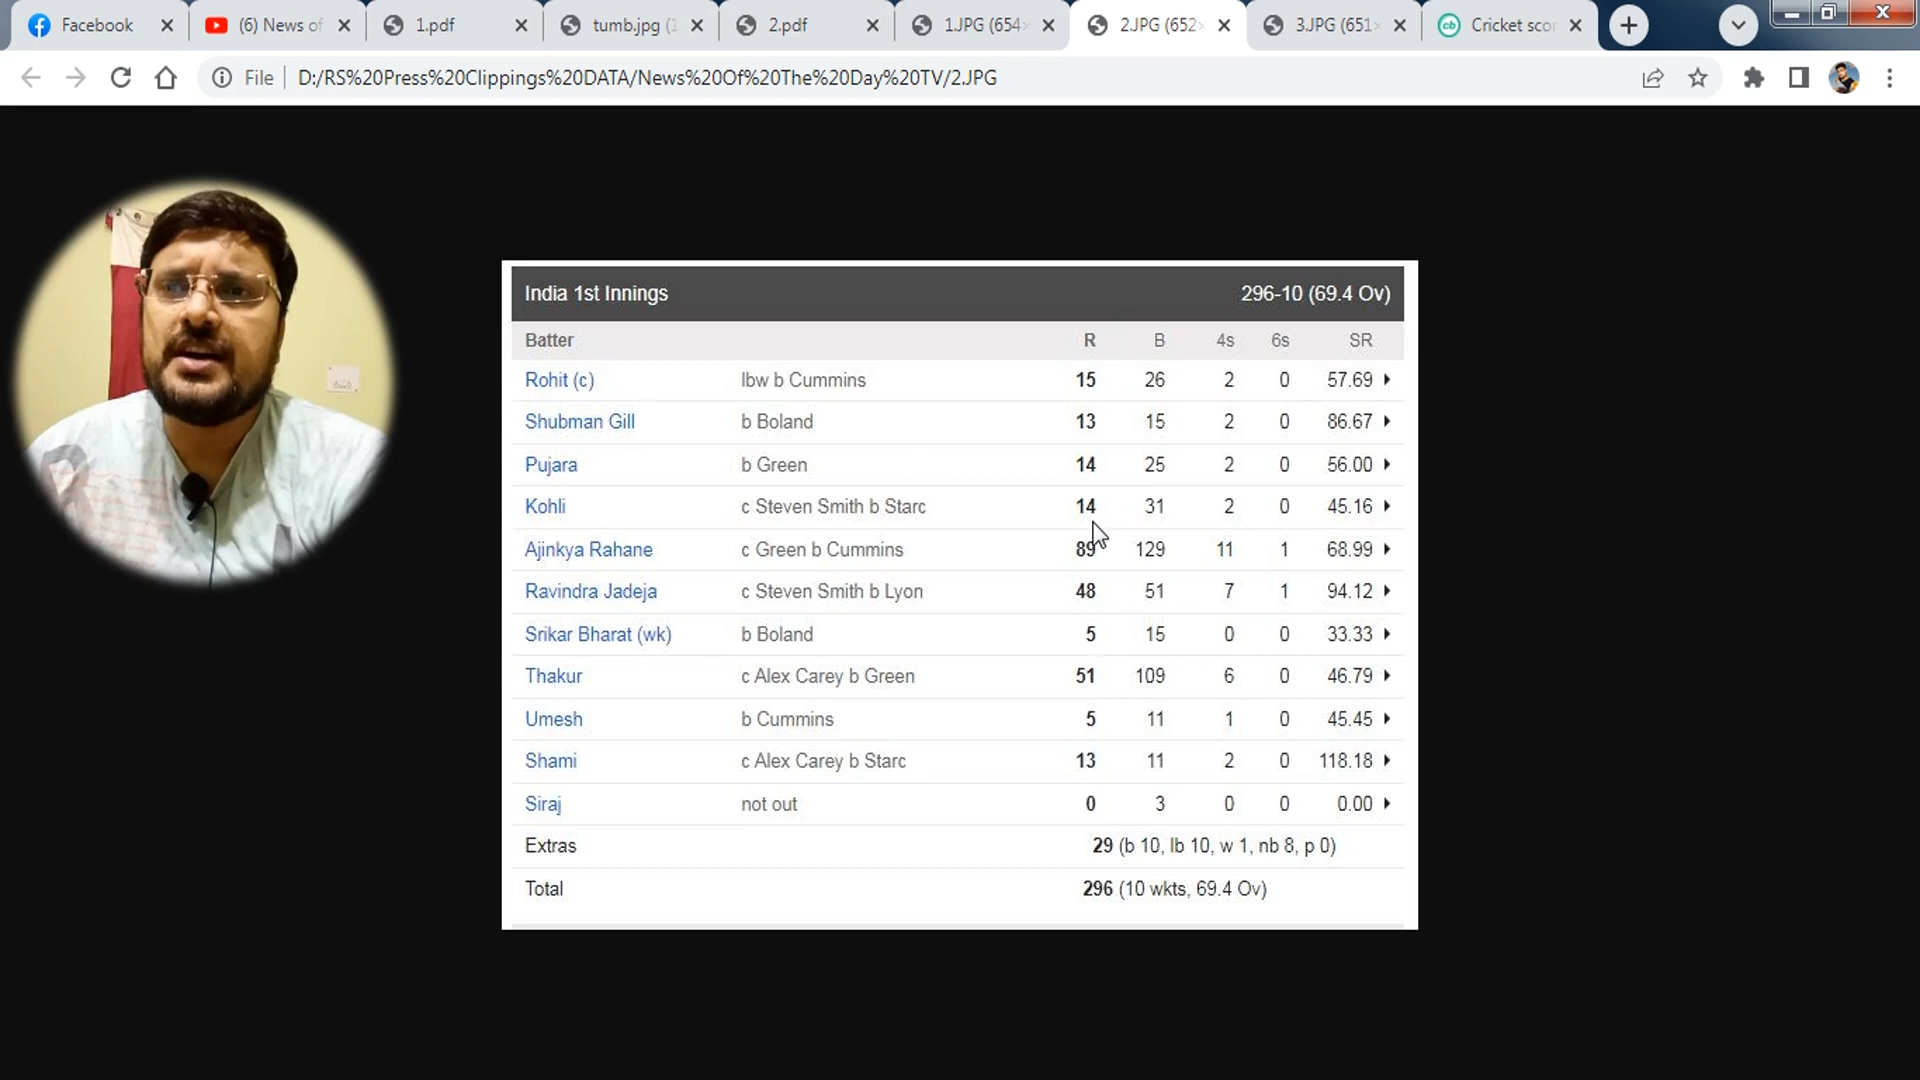 Facebook
(6) News of
1.pdf
tumb.jpg (1
2.pdf
1.JPG (654×
2.JPG (652×
3.JPG (651×
cb Cricket scor
File D:/RS%20Press%20Clippings%20DATA/News%20Of%20The%20Day%20TV/2.JPG
India 1st Innings 296-10 (69.4 Ov)
Batter R B 4s 6s SR
Rohit (c) lbw b Cummins 15 26 2 0 57.69
Shubman Gill b Boland 13 15 2 0 86.67
Pujara b Green 14 25 2 0 56.00
Kohli c Steven Smith b Starc 14 31 2 0 45.16
Ajinkya Rahane c Green b Cummins 89 129 11 1 68.99
Ravindra Jadeja c Steven Smith b Lyon 48 51 7 1 94.12
Srikar Bharat (wk) b Boland 5 15 0 0 33.33
Thakur c Alex Carey b Green 51 109 6 0 46.79
Umesh b Cummins 5 11 1 0 45.45
Shami c Alex Carey b Starc 13 11 2 0 118.18
Siraj not out 0 3 0 0 0.00
Extras 29 (b 10, lb 10, w 1, nb 8, p 0)
Total 296 (10 wkts, 69.4 Ov)